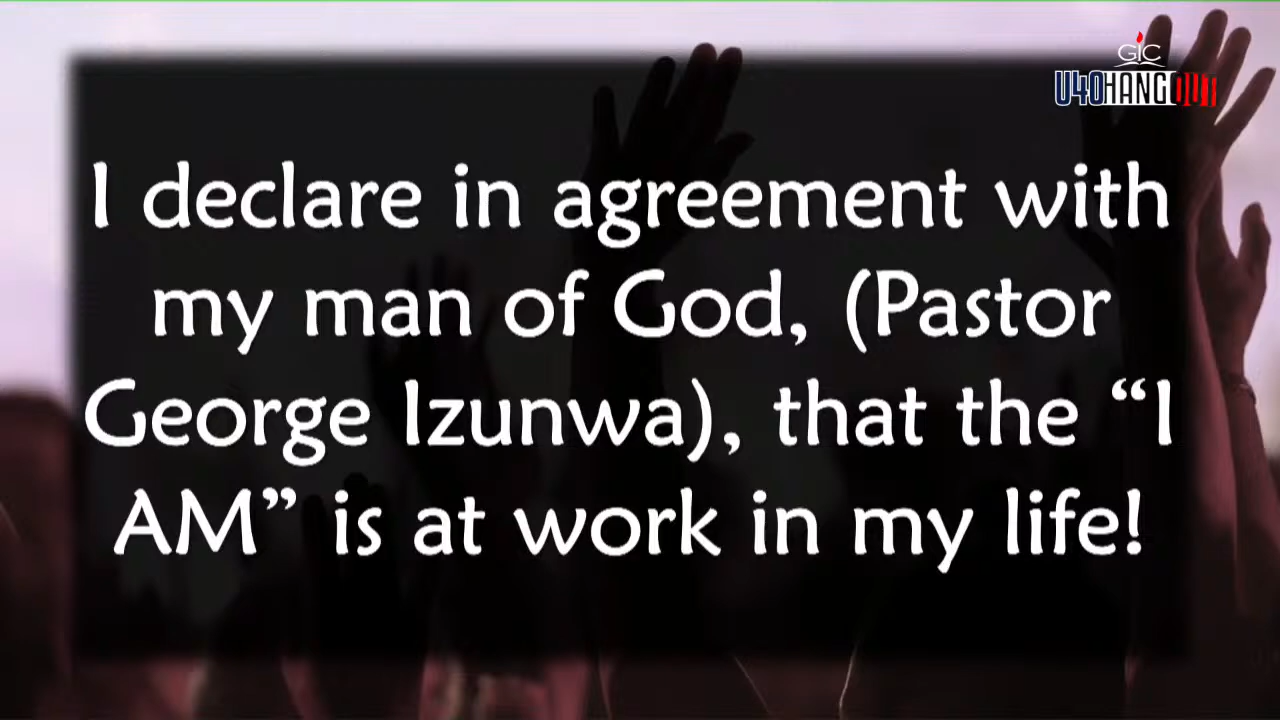 GIC
U40HANGOUT
I declare in agreement with
my man of God, (Pastor
George Izunwa), that the “I
AM” is at work in my life!